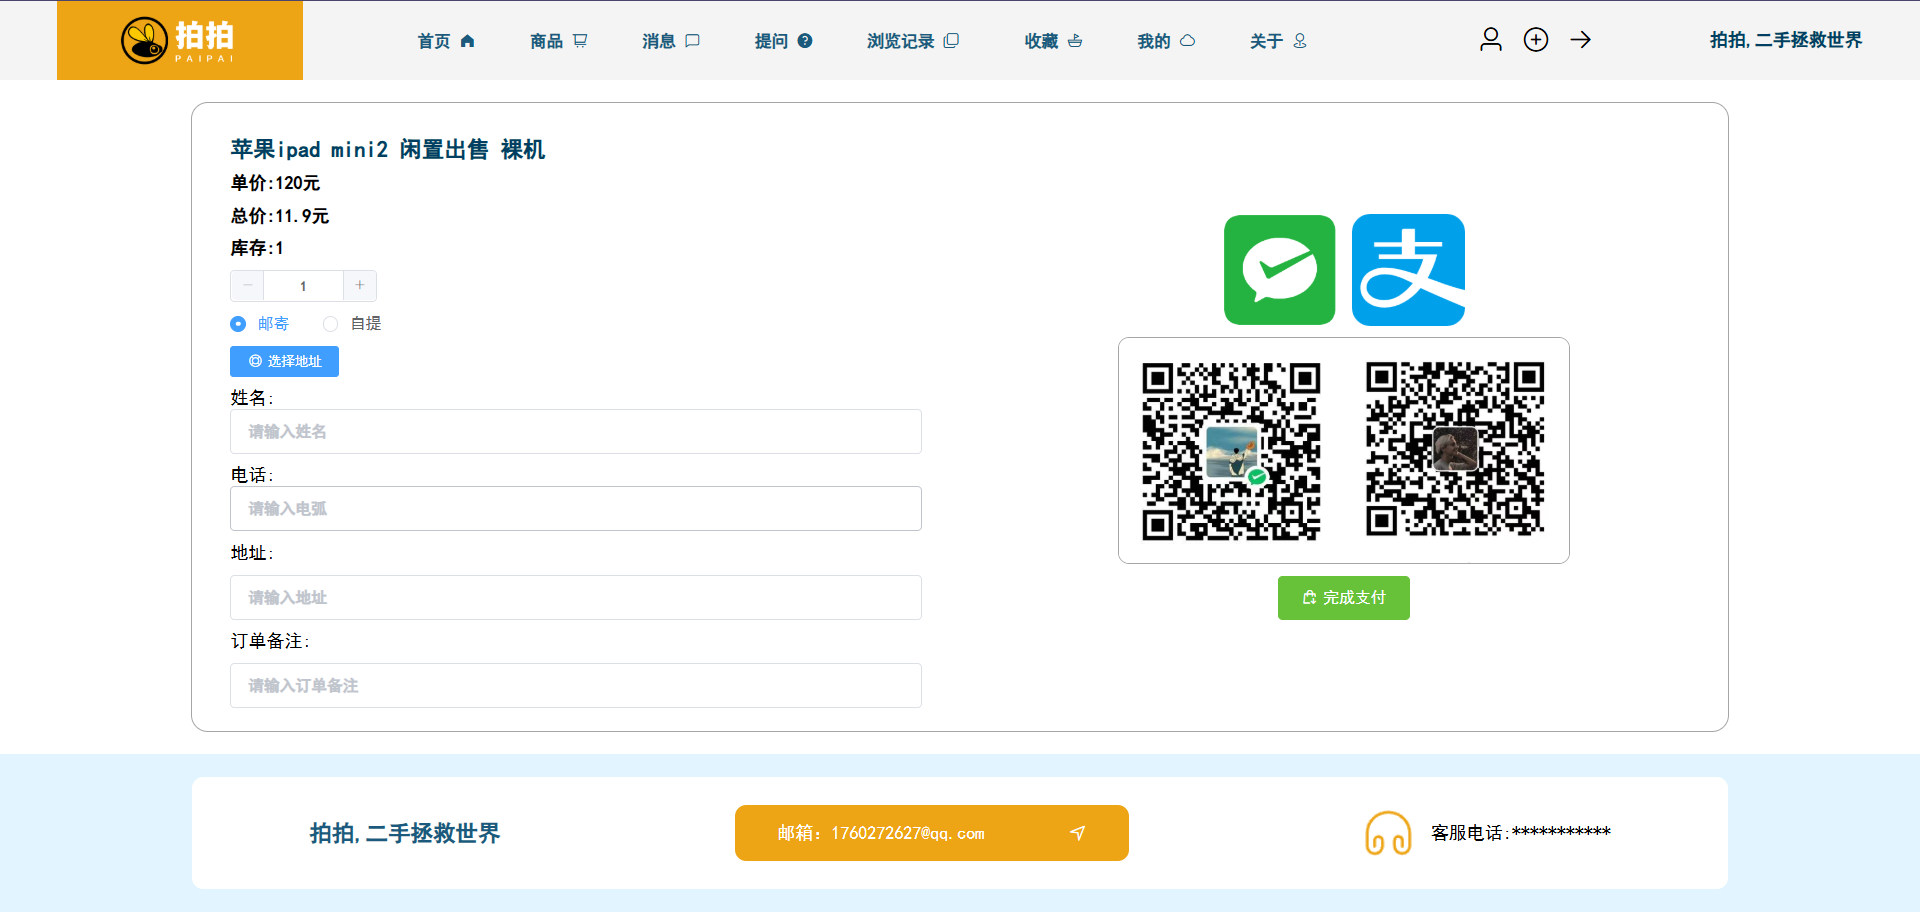 拍拍
PAIPAI
首页
商品
消息
提问
浏览记录
收藏
我的
关于
拍拍,二手拯救世界
苹果ipad mini2 闲置出售 裸机
单价:120元
总价:11.9元
库存:1
1
邮寄
自提
选择地址
姓名:
请输入姓名
电话:
请输入电弧
地址:
请输入地址
订单备注:
请输入订单备注
支
完成支付
拍拍,二手拯救世界
邮箱：1760272627@qq.com
客服电话:***********